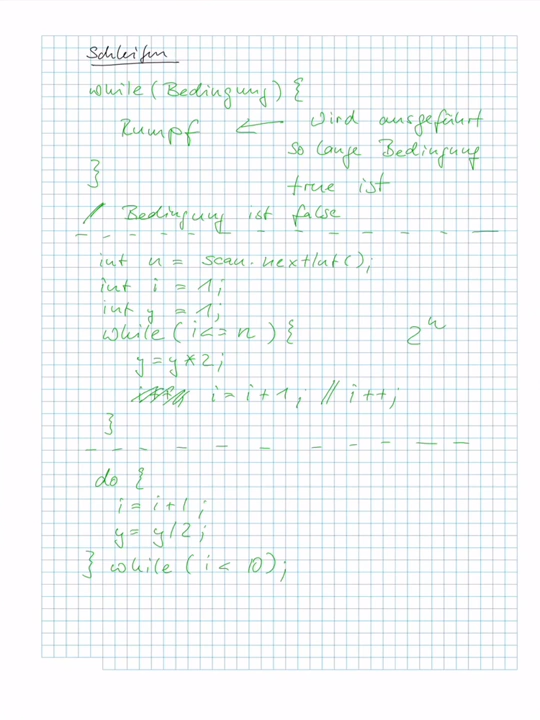 Schleifen
while (Bedingung) {
Rumpf ← wird ausgeführt
so lange Bedingung
} true ist
/ Bedingung ist false
int n = scan.nextInt();
int i = 1;
int y = 1;
while ( i <= n ) { 2^n
y = y * 2;
i = i + 1; // i++;
}
do {
i = i + 1;
y = y / 2;
} while ( i < 10);